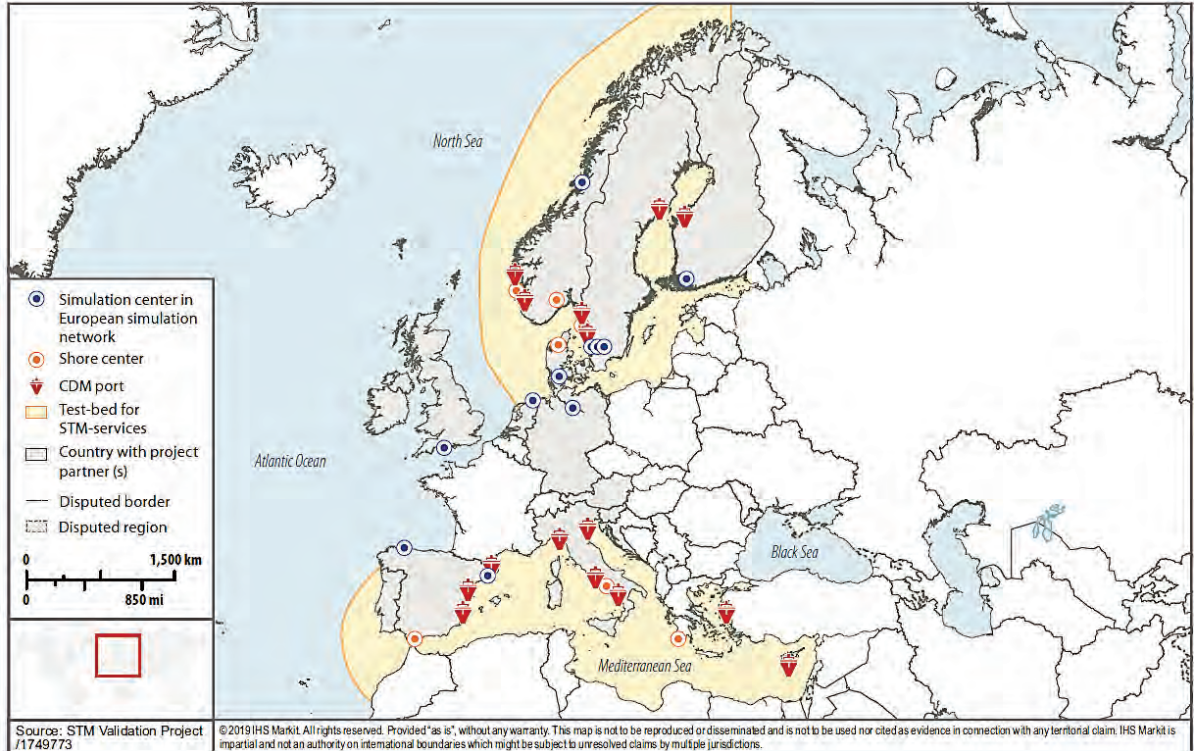 North Sea
Atlantic Ocean
Black Sea
Mediterranean Sea
Simulation center in
European simulation
network
Shore center
CDM port
Test-bed for
STM-services
Country with project
partner (s)
Disputed border
Disputed region
0 1,500 km
0 850 mi
Source: STM Validation Project
/1749773
©2019 IHS Markit. All rights reserved. Provided "as is", without any warranty. This map is not to be reproduced or disseminated and is not to be used nor cited as evidence in connection with any territorial claim. IHS Markit is
impartial and not an authority on international boundaries which might be subject to unresolved claims by multiple jurisdictions.